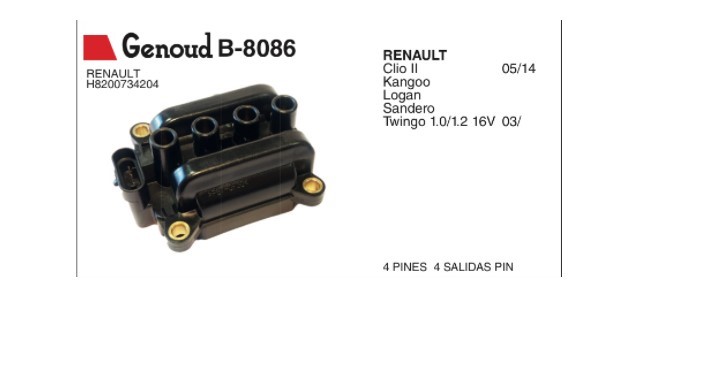 Genoud B-8086
RENAULT
H8200734204
RENAULT
Clio II 05/14
Kangoo
Logan
Sandero
Twingo 1.0/1.2 16V 03/
4 PINES 4 SALIDAS PIN